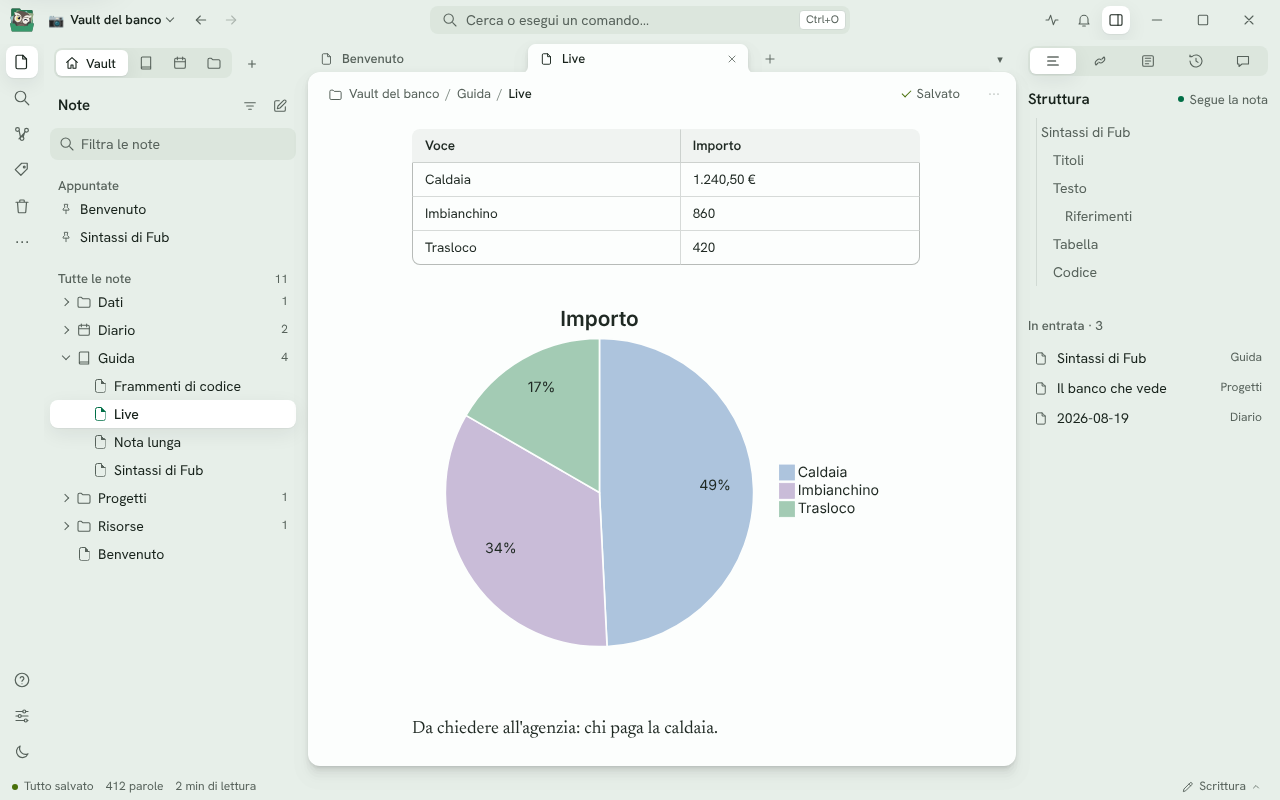 Vault del banco
Cerca o esegui un comando…
Ctrl+O
Vault
Benvenuto
Live
Note
Filtra le note
Appuntate
Benvenuto
Sintassi di Fub
Tutte le note 11
Dati 1
Diario 2
Guida 4
Frammenti di codice
Live
Nota lunga
Sintassi di Fub
Progetti 1
Risorse 1
Benvenuto
Vault del banco / Guida / Live
Salvato
Voce Importo
Caldaia 1.240,50 €
Imbianchino 860
Trasloco 420
Importo
17%
49%
34%
Caldaia
Imbianchino
Trasloco
Da chiedere all'agenzia: chi paga la caldaia.
Struttura
Segue la nota
Sintassi di Fub
Titoli
Testo
Riferimenti
Tabella
Codice
In entrata · 3
Sintassi di Fub Guida
Il banco che vede Progetti
2026-08-19 Diario
Tutto salvato 412 parole 2 min di lettura
Scrittura